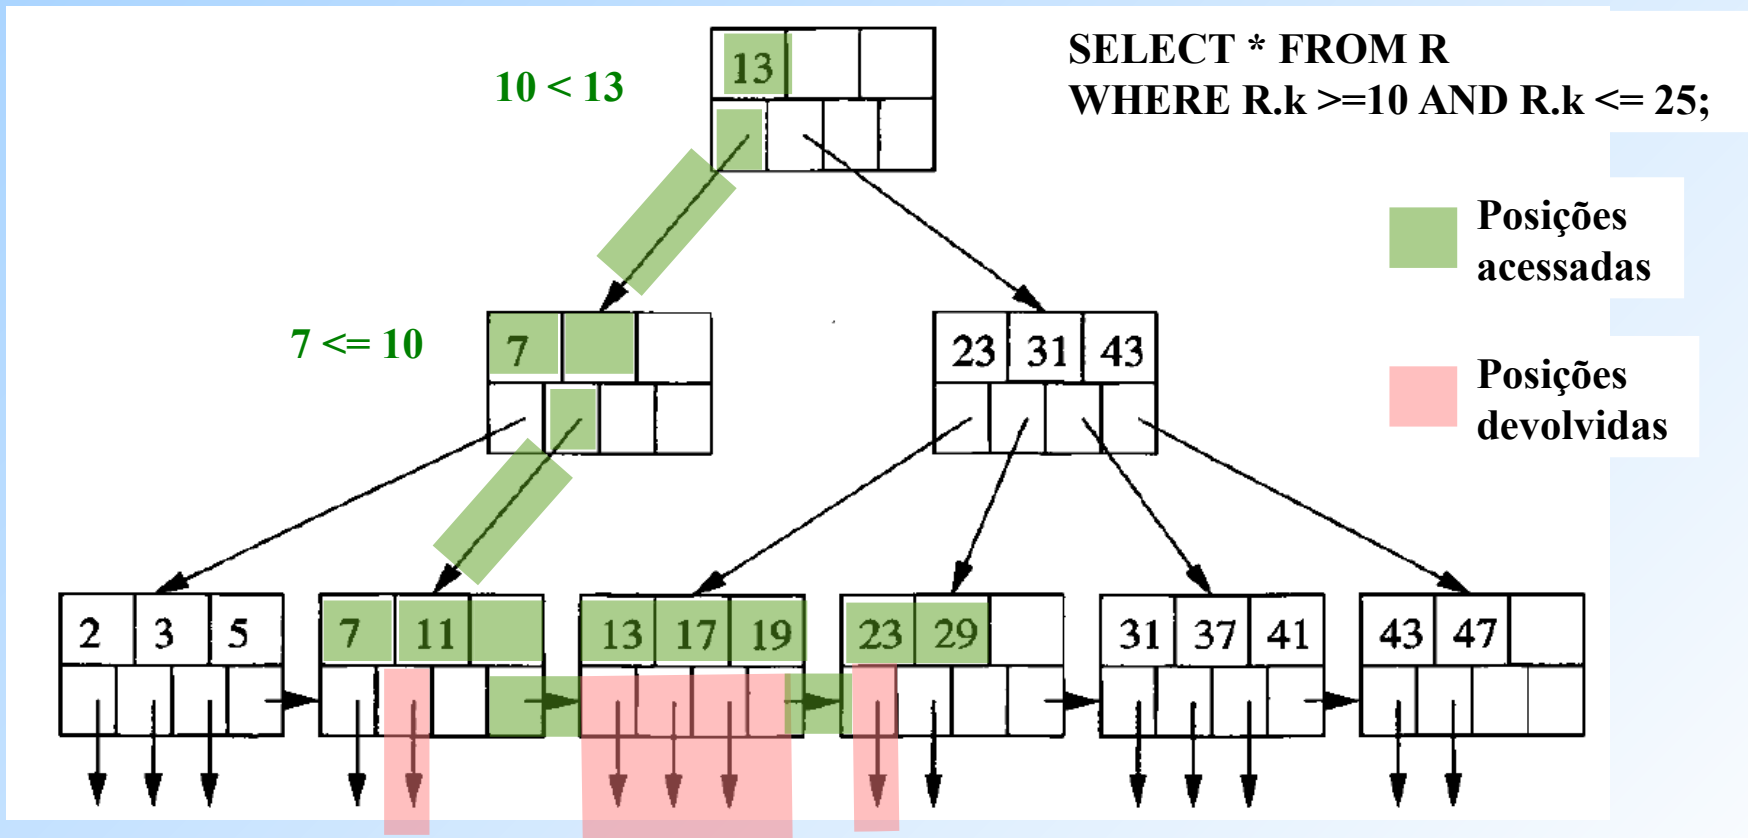 13
10 < 13
SELECT * FROM R
WHERE R.k >=10 AND R.k <= 25;
Posições
acessadas
7 <= 10
7
23 31 43
Posições
devolvidas
2 3 5
7 11
13 17 19
23 29
31 37 41
43 47